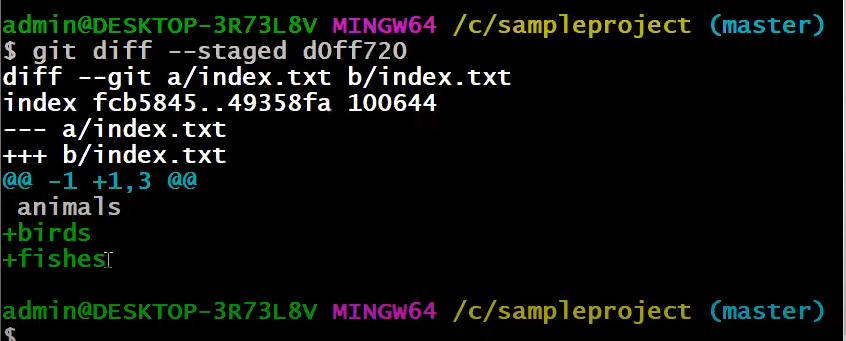 admin@DESKTOP-3R73L8V MINGW64 /c/sampleproject (master)
$ git diff --staged d0ff720
diff --git a/index.txt b/index.txt
index fcb5845..49358fa 100644
--- a/index.txt
+++ b/index.txt
@@ -1 +1,3 @@
 animals
+birds
+fishes
admin@DESKTOP-3R73L8V MINGW64 /c/sampleproject (master)
$